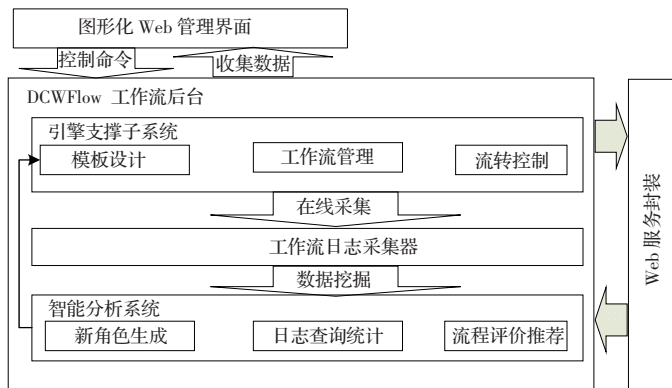 图形化 Web 管理界面
控制命令
收集数据
DCWFlow 工作流后台
引擎支撑子系统
模板设计
工作流管理
流转控制
在线采集
工作流日志采集器
数据挖掘
智能分析系统
新角色生成
日志查询统计
流程评价推荐
Web 服务封装